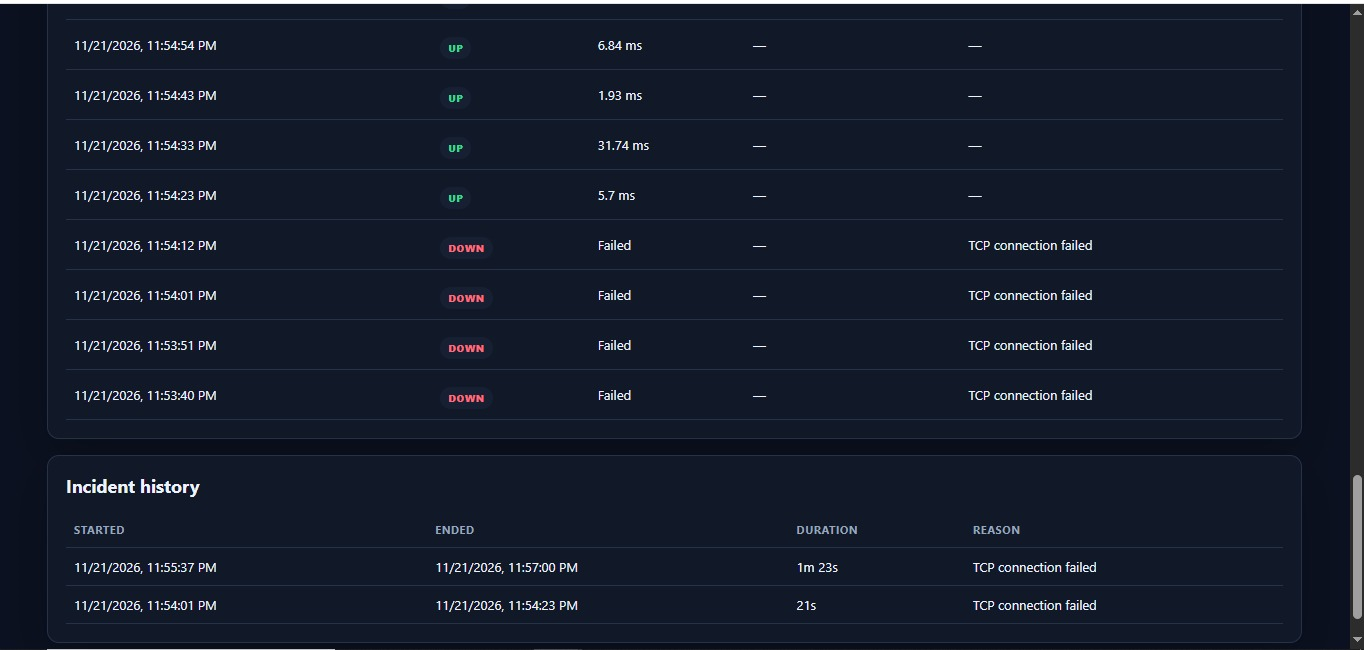 11/21/2026, 11:54:54 PM UP 6.84 ms — —
11/21/2026, 11:54:43 PM UP 1.93 ms — —
11/21/2026, 11:54:33 PM UP 31.74 ms — —
11/21/2026, 11:54:23 PM UP 5.7 ms — —
11/21/2026, 11:54:12 PM DOWN Failed — TCP connection failed
11/21/2026, 11:54:01 PM DOWN Failed — TCP connection failed
11/21/2026, 11:53:51 PM DOWN Failed — TCP connection failed
11/21/2026, 11:53:40 PM DOWN Failed — TCP connection failed
Incident history
STARTED ENDED DURATION REASON
11/21/2026, 11:55:37 PM 11/21/2026, 11:57:00 PM 1m 23s TCP connection failed
11/21/2026, 11:54:01 PM 11/21/2026, 11:54:23 PM 21s TCP connection failed